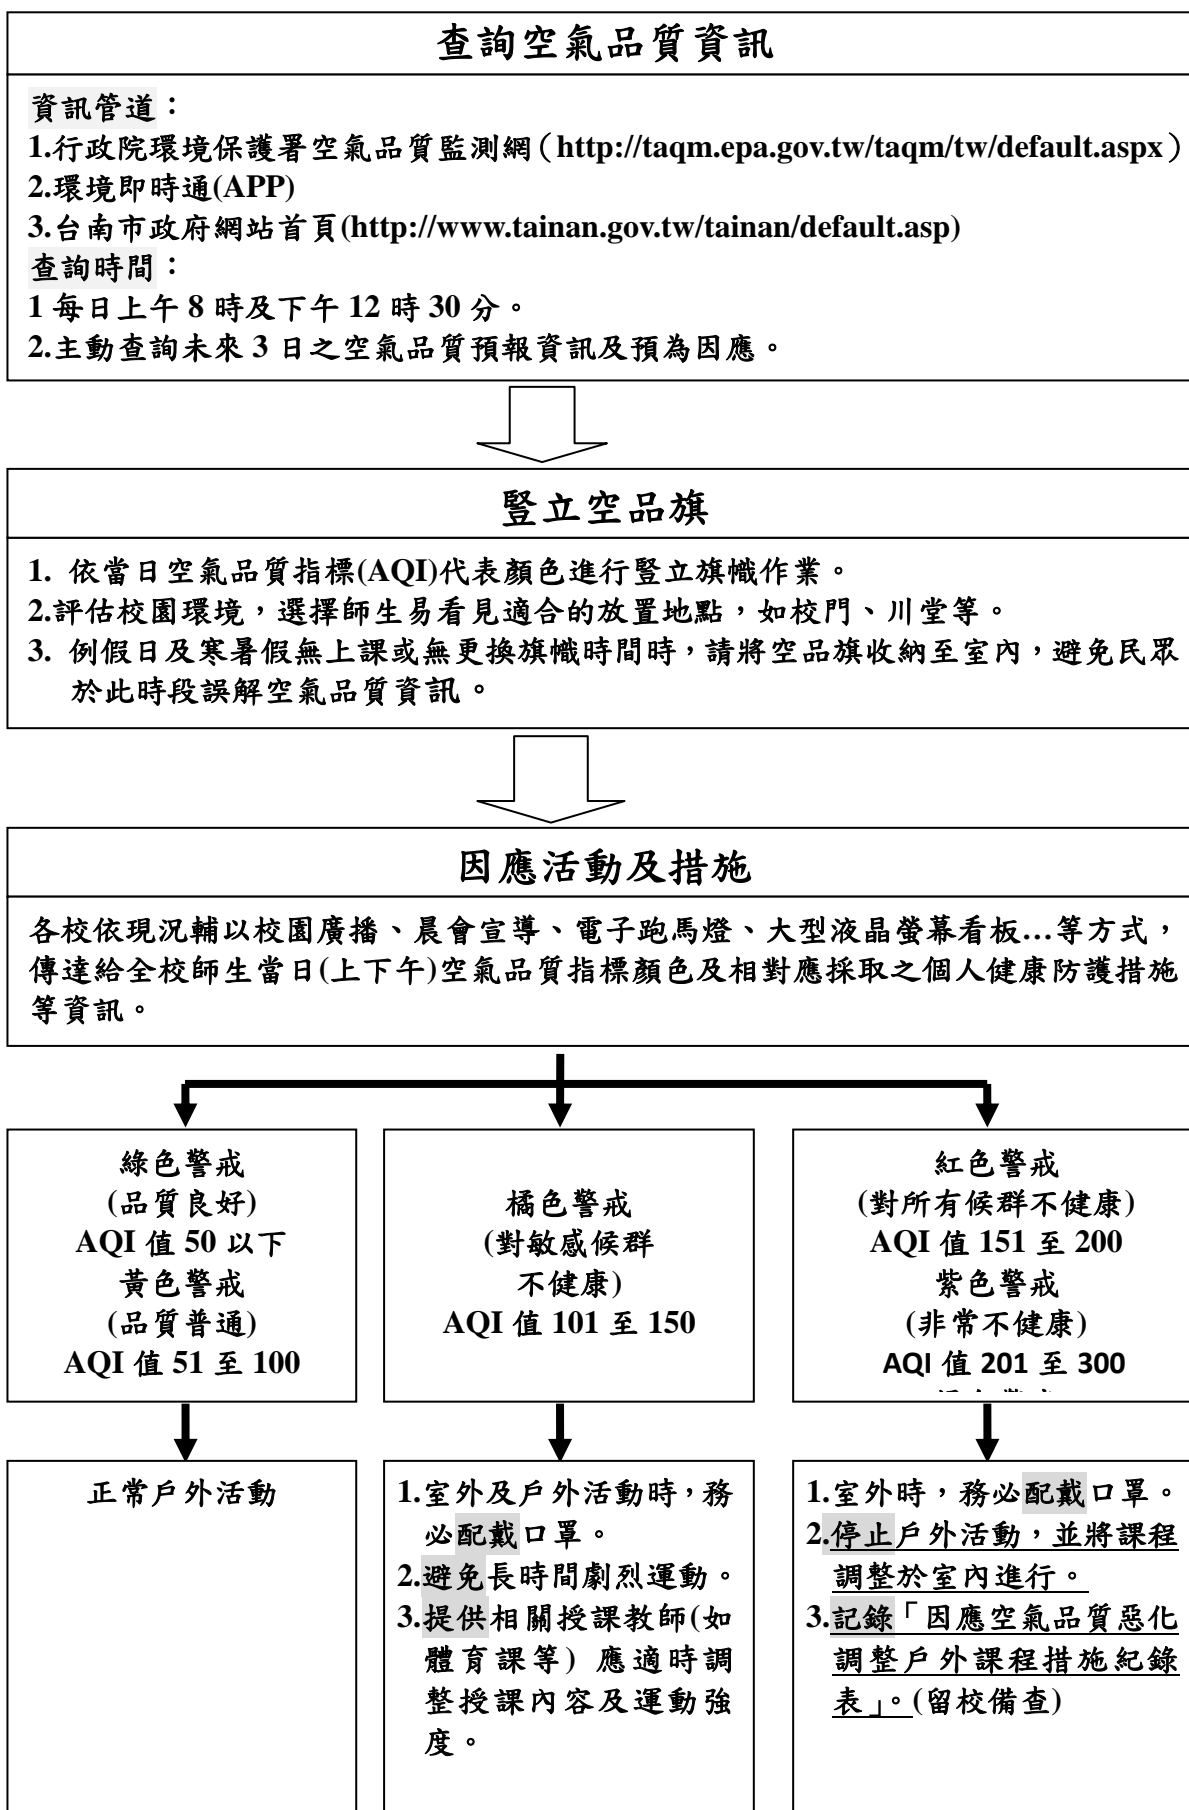 查詢空氣品質資訊
資訊管道：
1.行政院環境保護署空氣品質監測網（http://taqm.epa.gov.tw/taqm/tw/default.aspx）
2.環境即時通(APP)
3.台南市政府網站首頁(http://www.tainan.gov.tw/tainan/default.asp)
查詢時間：
1 每日上午 8 時及下午 12 時 30 分。
2.主動查詢未來 3 日之空氣品質預報資訊及預為因應。
豎立空品旗
1. 依當日空氣品質指標(AQI)代表顏色進行豎立旗幟作業。
2.評估校園環境，選擇師生易看見適合的放置地點，如校門、川堂等。
3. 例假日及寒暑假無上課或無更換旗幟時間時，請將空品旗收納至室內，避免民眾
於此時段誤解空氣品質資訊。
因應活動及措施
各校依現況輔以校園廣播、晨會宣導、電子跑馬燈、大型液晶螢幕看板…等方式，
傳達給全校師生當日(上下午)空氣品質指標顏色及相對應採取之個人健康防護措施
等資訊。
綠色警戒
(品質良好)
AQI 值 50 以下
黃色警戒
(品質普通)
AQI 值 51 至 100
橘色警戒
(對敏感候群
不健康)
AQI 值 101 至 150
紅色警戒
(對所有候群不健康)
AQI 值 151 至 200
紫色警戒
(非常不健康)
AQI 值 201 至 300
正常戶外活動
1.室外及戶外活動時，務
必配戴口罩。
2.避免長時間劇烈運動。
3.提供相關授課教師(如
體育課等) 應適時調
整授課內容及運動強
度。
1.室外時，務必配戴口罩。
2.停止戶外活動，並將課程
調整於室內進行。
3.記錄「因應空氣品質惡化
調整戶外課程措施紀錄
表」。(留校備查)